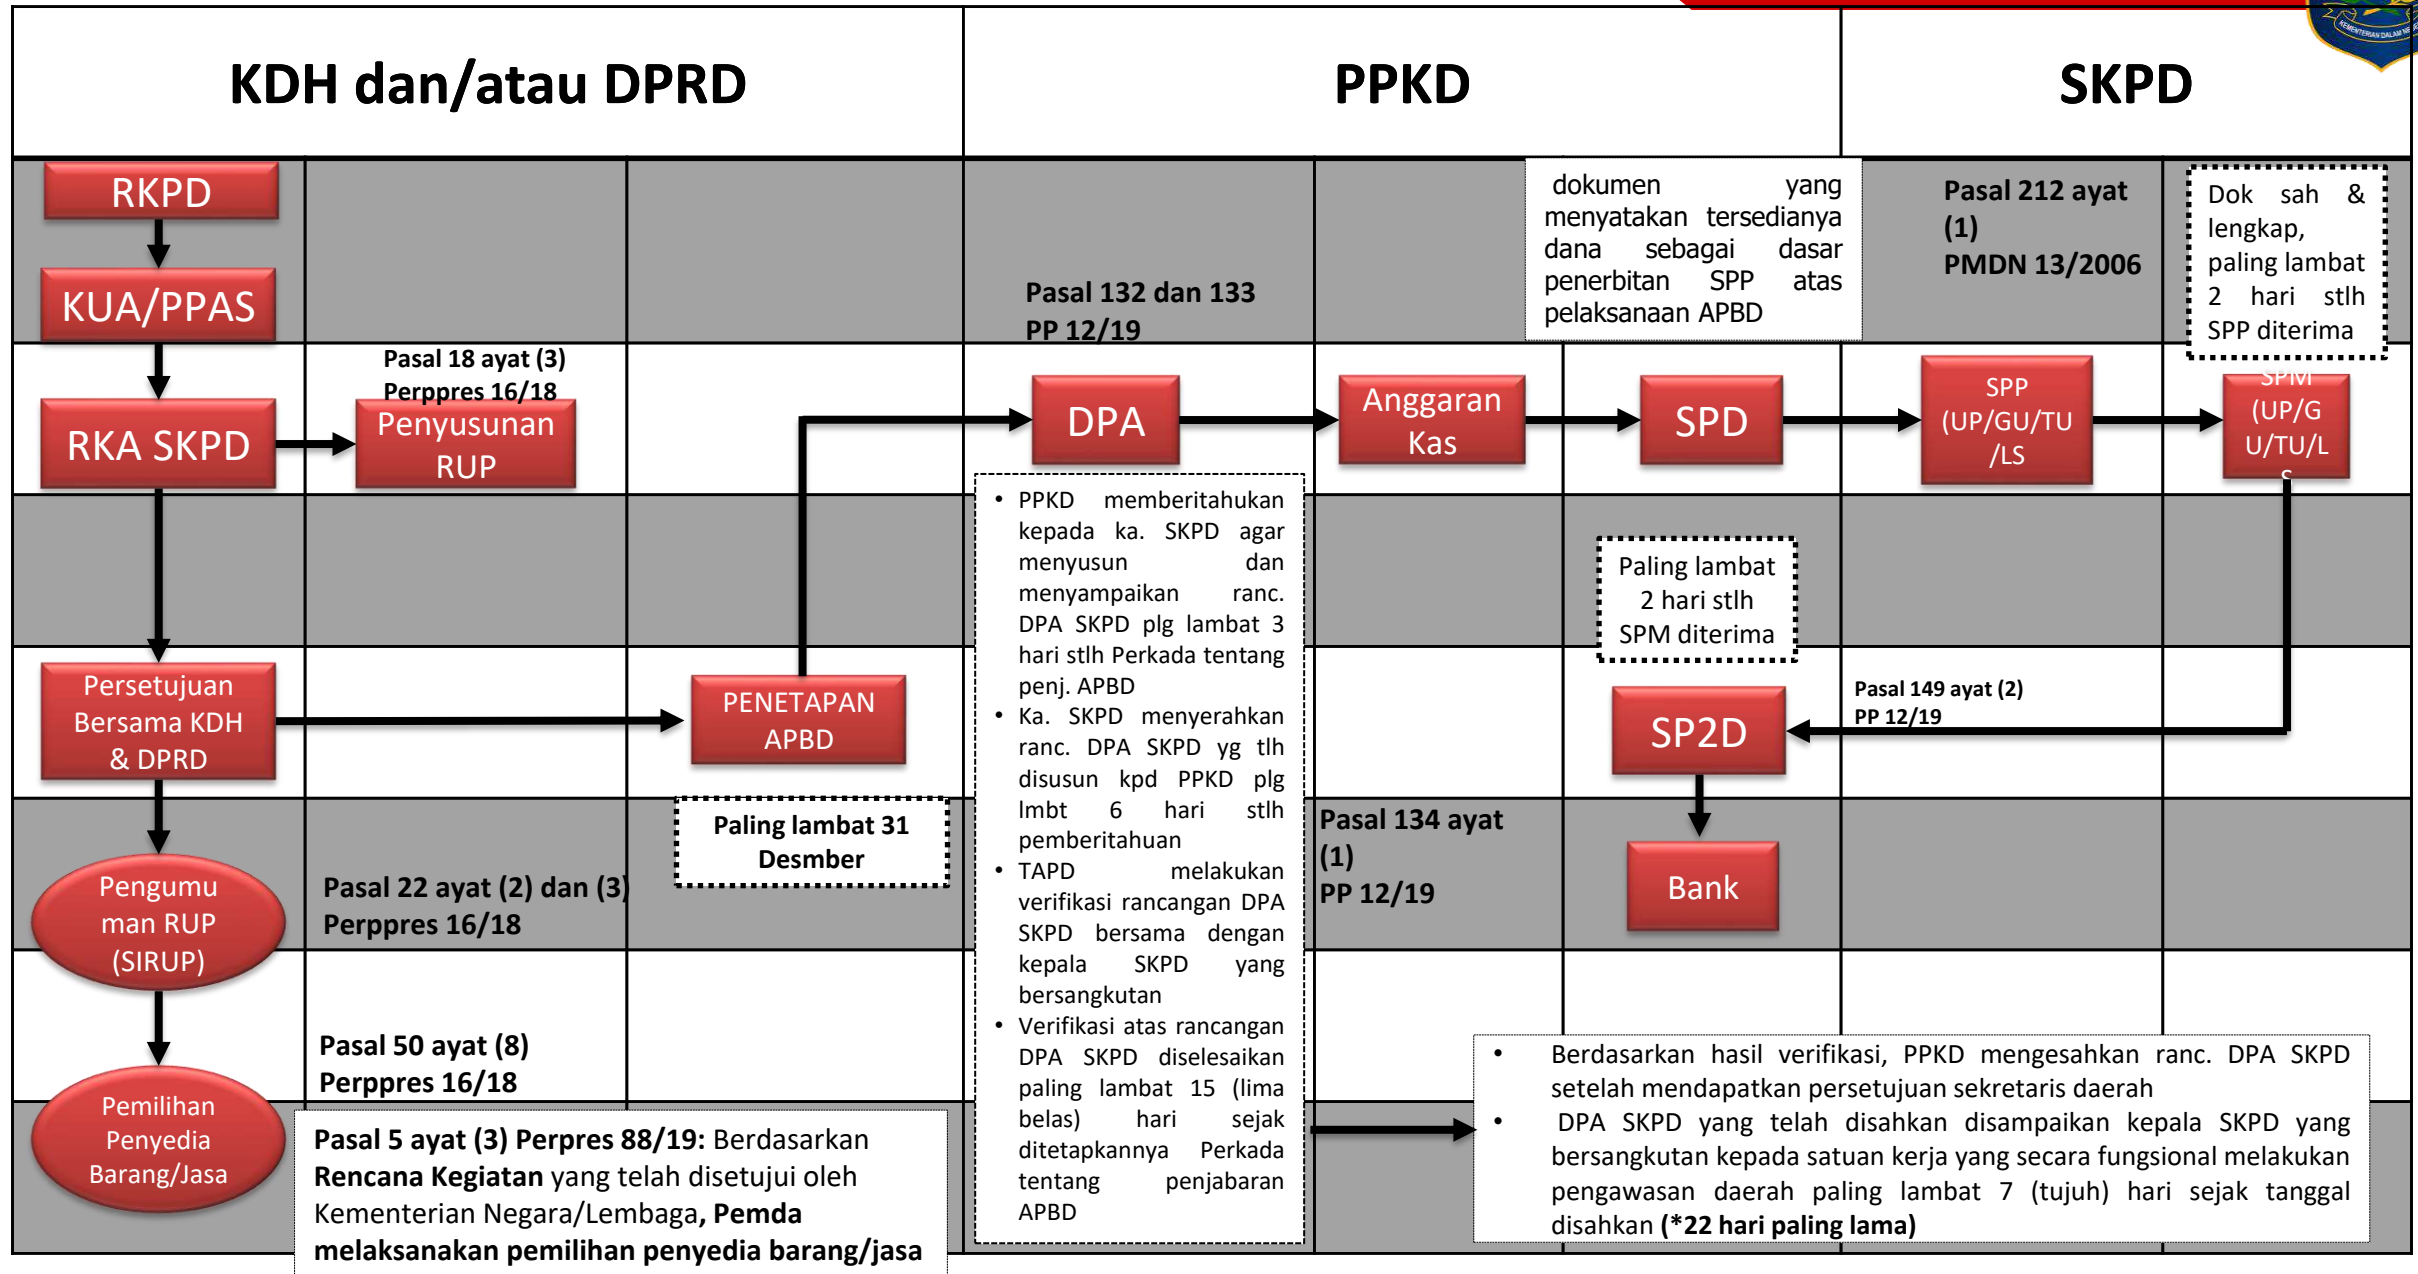 KDH dan/atau DPRD
PPKD
SKPD
KEMENTERIAN DALAM
RKPD
KUA/PPAS
RKA SKPD
Pasal 18 ayat (3)
Perppres 16/18
Penyusunan
RUP
Persetujuan
Bersama KDH
& DPRD
PENETAPAN
APBD
Paling lambat 31
Desmber
Pengumu
man RUP
(SIRUP)
Pasal 22 ayat (2) dan (3)
Perppres 16/18
Pemilihan
Penyedia
Barang/Jasa
Pasal 50 ayat (8)
Perppres 16/18
Pasal 5 ayat (3) Perpres 88/19: Berdasarkan
Rencana Kegiatan yang telah disetujui oleh
Kementerian Negara/Lembaga, Pemda
melaksanakan pemilihan penyedia barang/jasa
Pasal 132 dan 133
PP 12/19
DPA
• PPKD memberitahukan
kepada ka. SKPD agar
menyusun dan
menyampaikan ranc.
DPA SKPD plg lambat 3
hari stlh Perkada tentang
penj. APBD
• Ka. SKPD menyerahkan
ranc. DPA SKPD yg tlh
disusun kpd PPKD plg
lmbt 6 hari stlh
pemberitahuan
• TAPD melakukan
verifikasi rancangan DPA
SKPD bersama dengan
kepala SKPD yang
bersangkutan
• Verifikasi atas rancangan
DPA SKPD diselesaikan
paling lambat 15 (lima
belas) hari sejak
ditetapkannya Perkada
tentang penjabaran
APBD
Anggaran
Kas
dokumen yang
menyatakan tersedianya
dana sebagai dasar
penerbitan SPP atas
pelaksanaan APBD
SPD
Pasal 212 ayat
(1)
PMDN 13/2006
SPP
(UP/GU/TU
/LS
Dok sah &
lengkap,
paling lambat
2 hari stlh
SPP diterima
SPM
(UP/G
U/TU/L
S
Paling lambat
2 hari stlh
SPM diterima
SP2D
Pasal 149 ayat (2)
PP 12/19
Bank
Pasal 134 ayat
(1)
PP 12/19
• Berdasarkan hasil verifikasi, PPKD mengesahkan ranc. DPA SKPD
setelah mendapatkan persetujuan sekretaris daerah
• DPA SKPD yang telah disahkan disampaikan kepala SKPD yang
bersangkutan kepada satuan kerja yang secara fungsional melakukan
pengawasan daerah paling lambat 7 (tujuh) hari sejak tanggal
disahkan (*22 hari paling lama)